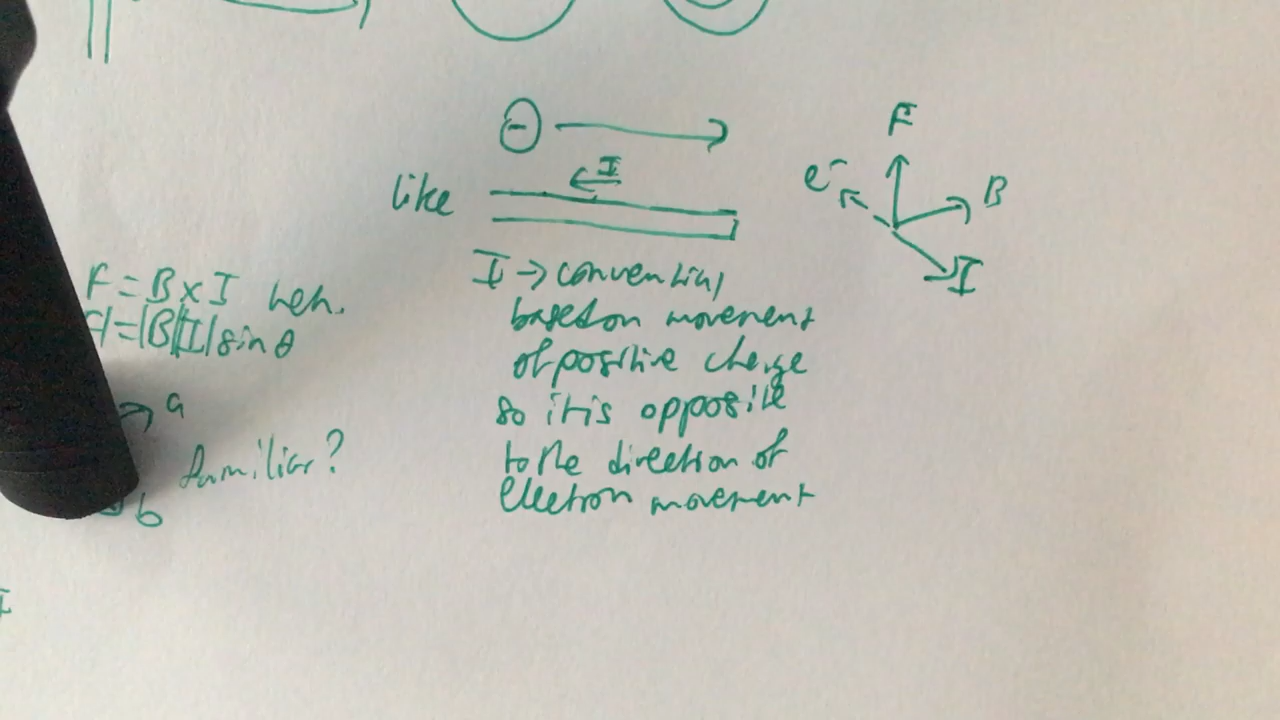 ⊖
I
like
F
e⁻
B
I
F = B × I
|=|B||I| sin θ
a
familiar?
b
I → convential
based on movement
of positive charge
so it is opposite
to the direction of
electron movement